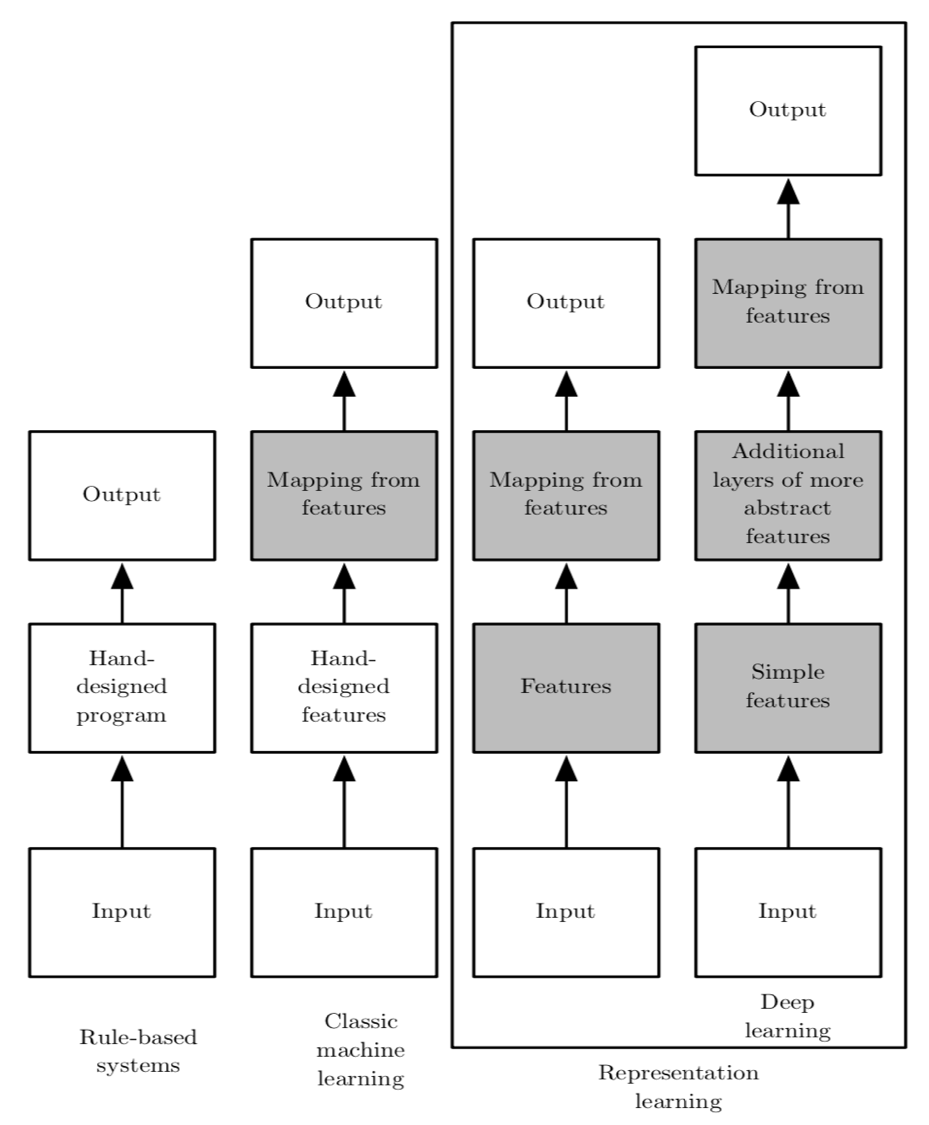 Output
Output
Output
Mapping from
features
Output
Mapping from
features
Mapping from
features
Additional
layers of more
abstract
features
Hand-
designed
program
Hand-
designed
features
Features
Simple
features
Input
Input
Input
Input
Rule-based
systems
Classic
machine
learning
Deep
learning
Representation
learning